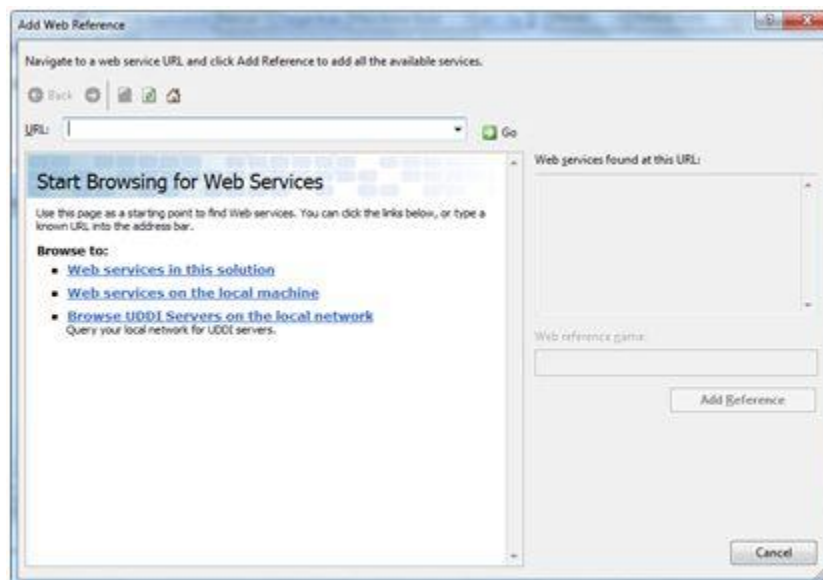 Add Web Reference
Navigate to a web service URL and click Add Reference to add all the available services.
Back
URL:
Go
Start Browsing for Web Services
Use this page as a starting point to find Web services. You can click the links below, or type a
known URL into the address bar.
Browse to:
Web services in this solution
Web services on the local machine
Browse UDDI Servers on the local network
Query your local network for UDDI servers.
Web services found at this URL:
Web reference name:
Add Reference
Cancel